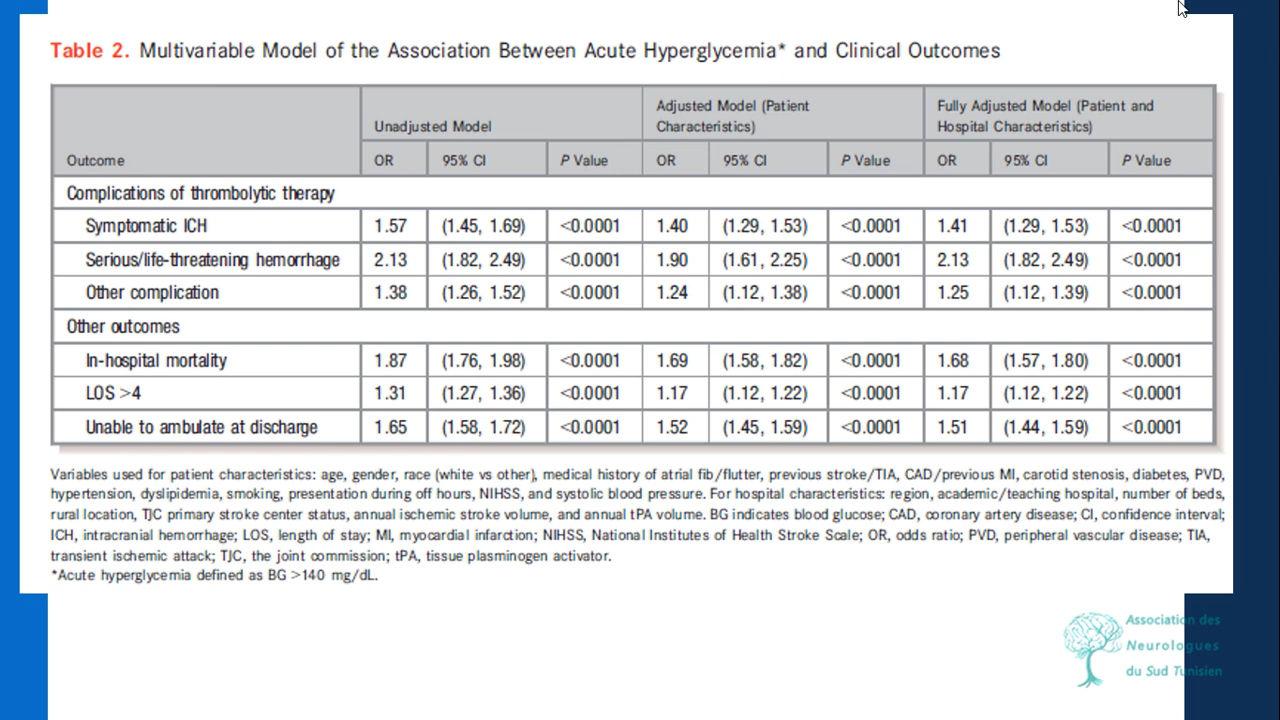 Table 2. Multivariable Model of the Association Between Acute Hyperglycemia* and Clinical Outcomes
Outcome Unadjusted Model Adjusted Model (Patient Characteristics) Fully Adjusted Model (Patient and Hospital Characteristics)
OR 95% CI P Value OR 95% CI P Value OR 95% CI P Value
Complications of thrombolytic therapy
Symptomatic ICH 1.57 (1.45, 1.69) <0.0001 1.40 (1.29, 1.53) <0.0001 1.41 (1.29, 1.53) <0.0001
Serious/life-threatening hemorrhage 2.13 (1.82, 2.49) <0.0001 1.90 (1.61, 2.25) <0.0001 2.13 (1.82, 2.49) <0.0001
Other complication 1.38 (1.26, 1.52) <0.0001 1.24 (1.12, 1.38) <0.0001 1.25 (1.12, 1.39) <0.0001
Other outcomes
In-hospital mortality 1.87 (1.76, 1.98) <0.0001 1.69 (1.58, 1.82) <0.0001 1.68 (1.57, 1.80) <0.0001
LOS >4 1.31 (1.27, 1.36) <0.0001 1.17 (1.12, 1.22) <0.0001 1.17 (1.12, 1.22) <0.0001
Unable to ambulate at discharge 1.65 (1.58, 1.72) <0.0001 1.52 (1.45, 1.59) <0.0001 1.51 (1.44, 1.59) <0.0001
Variables used for patient characteristics: age, gender, race (white vs other), medical history of atrial fib/flutter, previous stroke/TIA, CAD/previous MI, carotid stenosis, diabetes, PVD,
hypertension, dyslipidemia, smoking, presentation during off hours, NIHSS, and systolic blood pressure. For hospital characteristics: region, academic/teaching hospital, number of beds,
rural location, TJC primary stroke center status, annual ischemic stroke volume, and annual tPA volume. BG indicates blood glucose; CAD, coronary artery disease; CI, confidence interval;
ICH, intracranial hemorrhage; LOS, length of stay; MI, myocardial infarction; NIHSS, National Institutes of Health Stroke Scale; OR, odds ratio; PVD, peripheral vascular disease; TIA,
transient ischemic attack; TJC, the joint commission; tPA, tissue plasminogen activator.
*Acute hyperglycemia defined as BG >140 mg/dL.
Association des
Neurologues
du Sud Tunisien